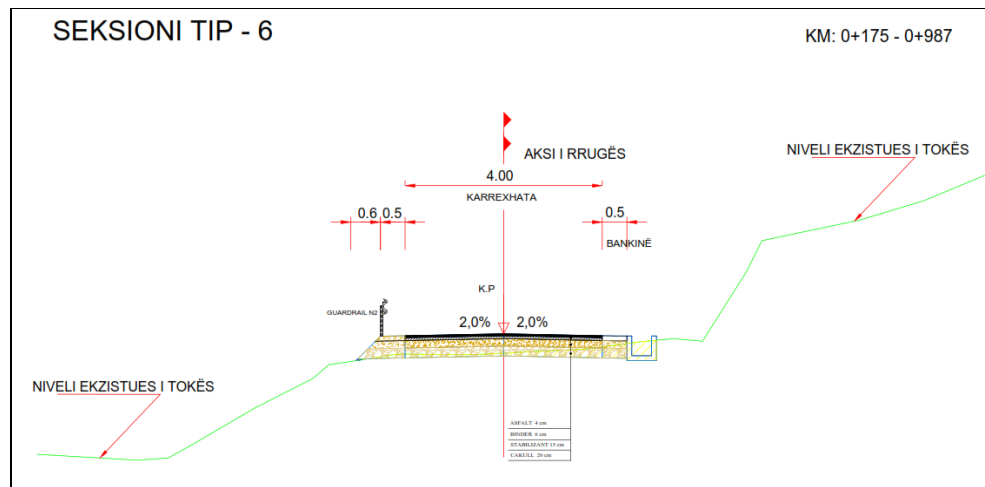 SEKSIONI TIP - 6
KM: 0+175 - 0+987
AKSI I RRUGËS
NIVELI EKZISTUES I TOKËS
4.00
KARREXHATA
0.6 0.5
0.5
BANKINË
K.P
GUARDRAIL N2
2,0% 2,0%
NIVELI EKZISTUES I TOKËS
ASFALT 4 cm
BINDER 6 cm
STABILIZANT 15 cm
CAKULL 20 cm